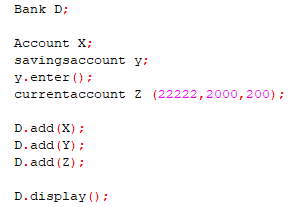 Bank D;
Account X;
savingsaccount y;
y.enter();
currentaccount Z (22222,2000,200);
D.add(X);
D.add(Y);
D.add(Z);
D.display();